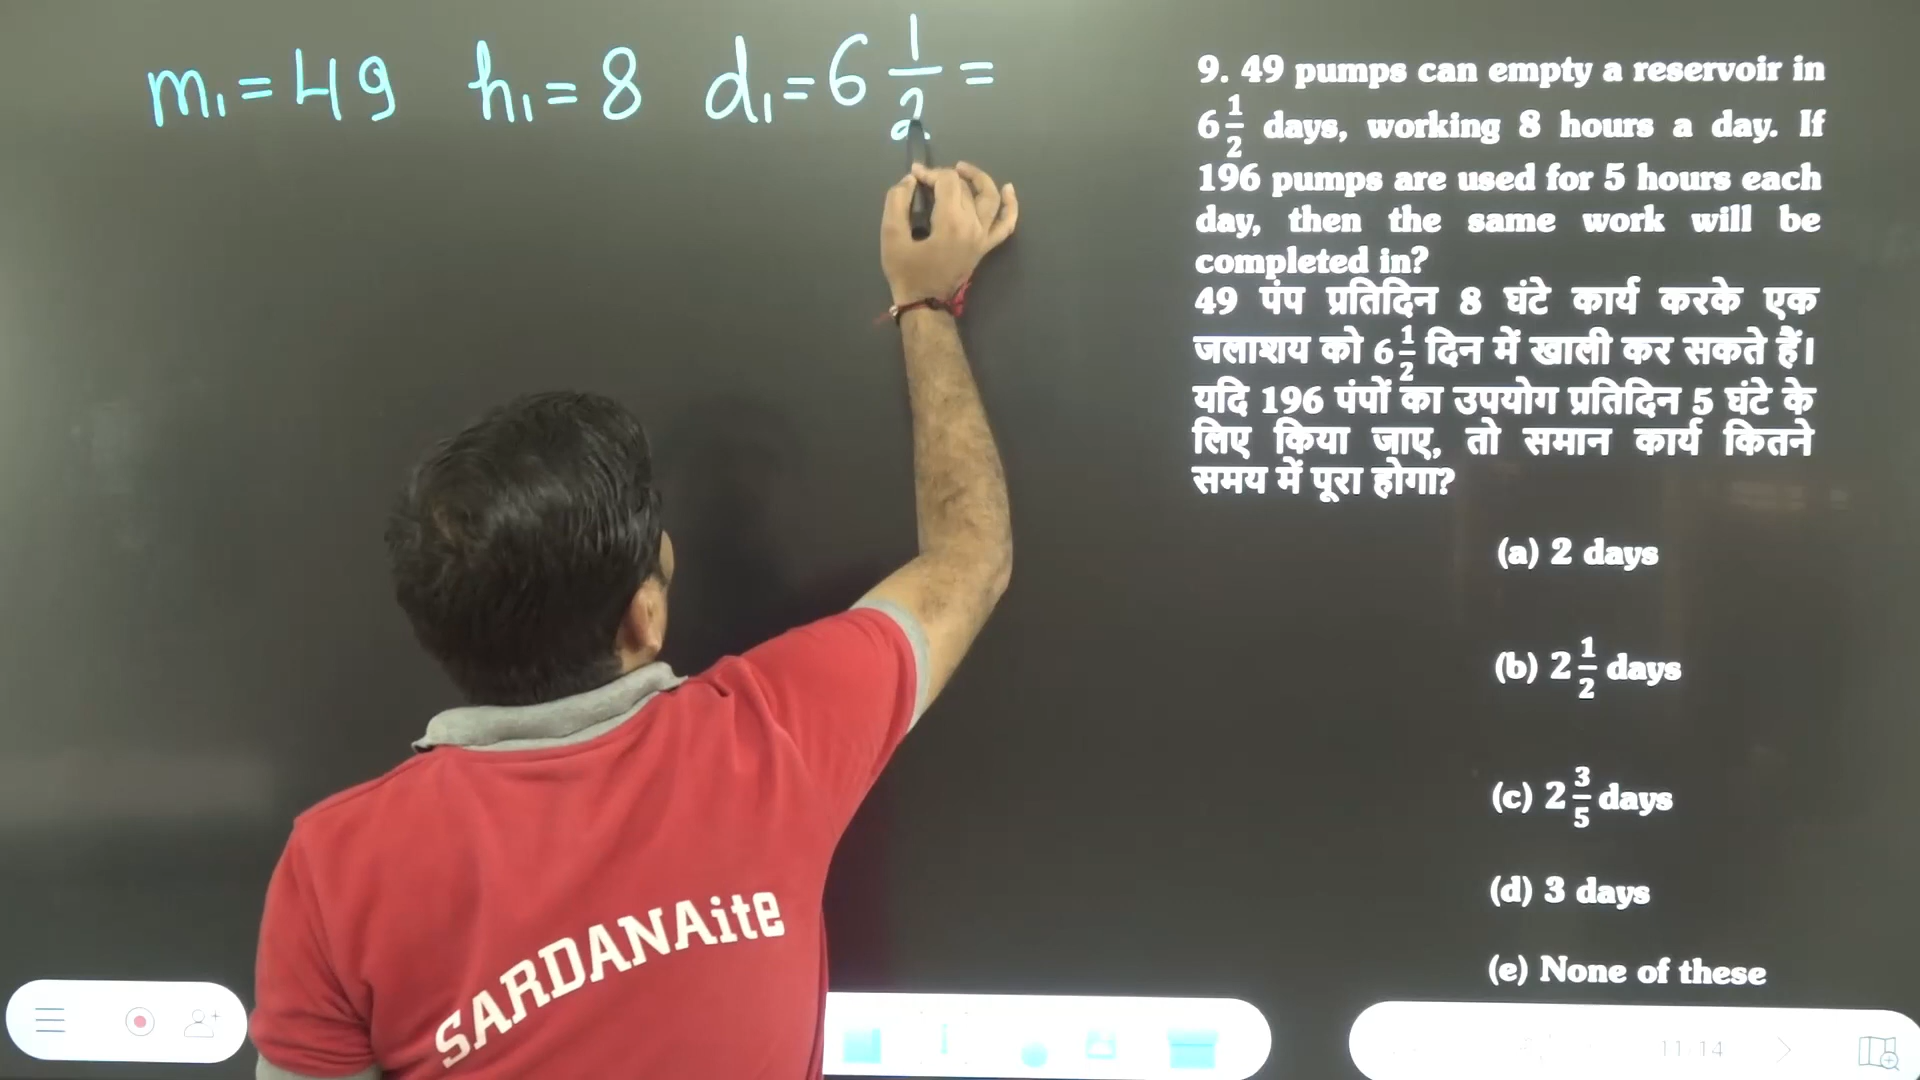 m₁ = 49 h₁ = 8 d₁ = 6 1/2 =
9. 49 pumps can empty a reservoir in
6 1/2 days, working 8 hours a day. If
196 pumps are used for 5 hours each
day, then the same work will be
completed in?
49 पंप प्रतिदिन 8 घंटे कार्य करके एक
जलाशय को 6 1/2 दिन में खाली कर सकते हैं।
यदि 196 पंपों का उपयोग प्रतिदिन 5 घंटे के
लिए किया जाए, तो समान कार्य कितने
समय में पूरा होगा?
(a) 2 days
(b) 2 1/2 days
(c) 2 3/5 days
(d) 3 days
(e) None of these
SARDANAite
11/14